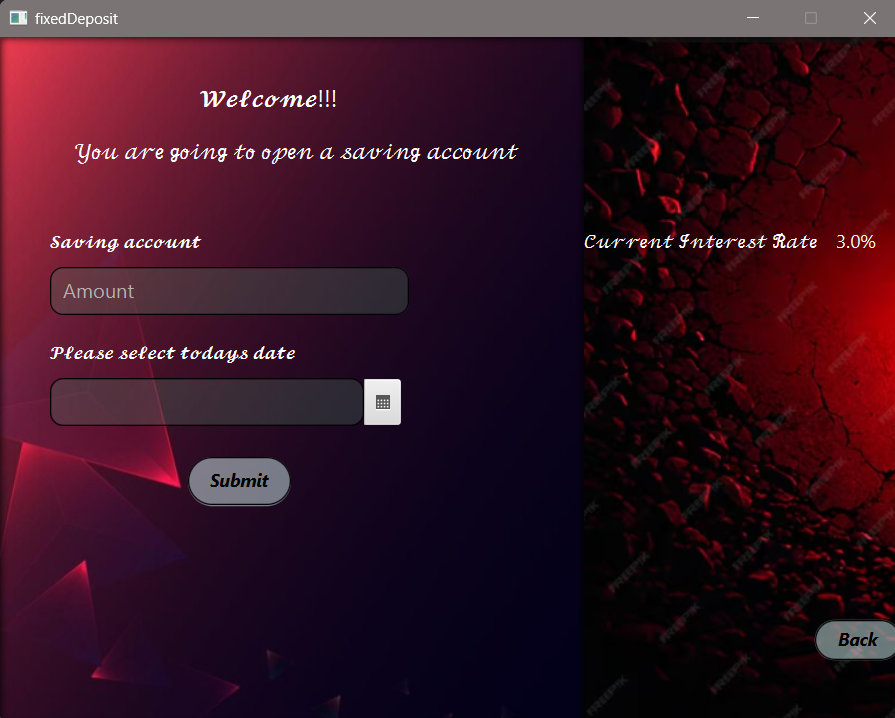 fixedDeposit
Welcome!!!
You are going to open a saving account
Saving account
Current Interest Rate 3.0%
Amount
Please select todays date
Submit
Back
FREEPIK